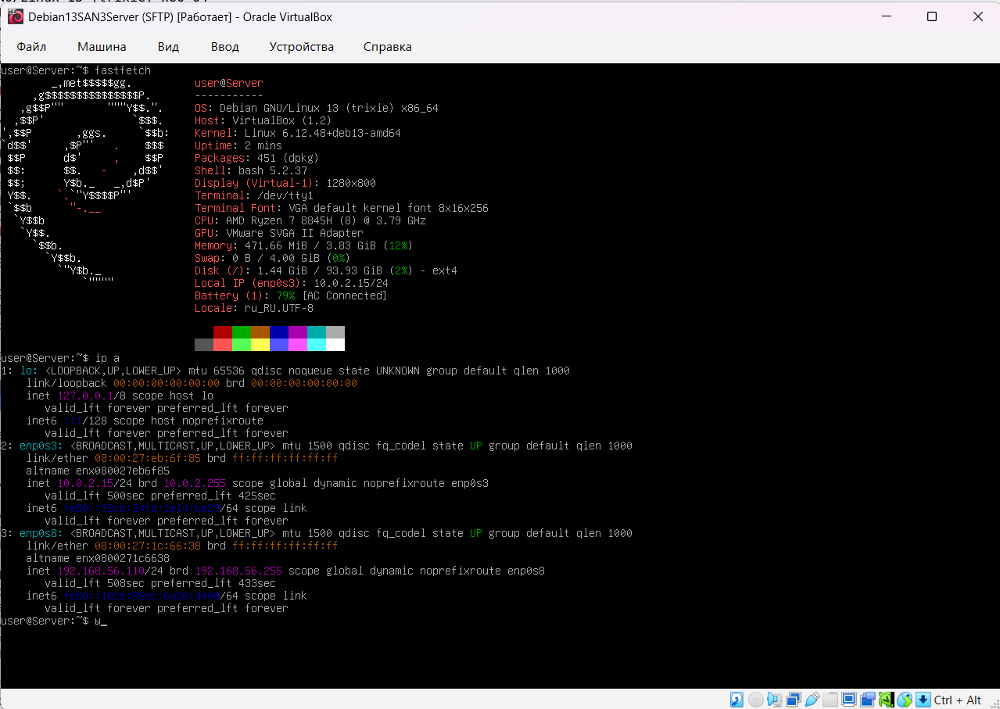 Debian13SAN3Server (SFTP) [Работает] - Oracle VirtualBox
Файл Машина Вид Ввод Устройства Справка
user@Server:~$ fastfetch
user@Server
-----------
OS: Debian GNU/Linux 13 (trixie) x86_64
Host: VirtualBox (1.2)
Kernel: Linux 6.12.48+deb13-amd64
Uptime: 2 mins
Packages: 451 (dpkg)
Shell: bash 5.2.37
Display (Virtual-1): 1280x800
Terminal: /dev/tty1
Terminal Font: VGA default kernel font 8x16x256
CPU: AMD Ryzen 7 8845H (8) @ 3.79 GHz
GPU: VMware SVGA II Adapter
Memory: 471.66 MiB / 3.83 GiB (12%)
Swap: 0 B / 4.00 GiB (0%)
Disk (/): 1.44 GiB / 93.93 GiB (2%) - ext4
Local IP (enp0s3): 10.0.2.15/24
Battery (1): 79% [AC Connected]
Locale: ru_RU.UTF-8
user@Server:~$ ip a
1: lo: <LOOPBACK,UP,LOWER_UP> mtu 65536 qdisc noqueue state UNKNOWN group default qlen 1000
link/loopback 00:00:00:00:00:00 brd 00:00:00:00:00:00
inet 127.0.0.1/8 scope host lo
valid_lft forever preferred_lft forever
inet6 ::1/128 scope host noprefixroute
valid_lft forever preferred_lft forever
2: enp0s3: <BROADCAST,MULTICAST,UP,LOWER_UP> mtu 1500 qdisc fq_codel state UP group default qlen 1000
link/ether 08:00:27:eb:6f:85 brd ff:ff:ff:ff:ff:ff
altname enx080027eb6f85
inet 10.0.2.15/24 brd 10.0.2.255 scope global dynamic noprefixroute enp0s3
valid_lft 500sec preferred_lft 425sec
inet6 /64 scope link
valid_lft forever preferred_lft forever
3: enp0s8: <BROADCAST,MULTICAST,UP,LOWER_UP> mtu 1500 qdisc fq_codel state UP group default qlen 1000
link/ether 08:00:27:1c:66:38 brd ff:ff:ff:ff:ff:ff
altname enx0800271c6638
inet 192.168.56.110/24 brd 192.168.56.255 scope global dynamic noprefixroute enp0s8
valid_lft 508sec preferred_lft 433sec
inet6 /64 scope link
valid_lft forever preferred_lft forever
user@Server:~$ ы_
Ctrl + Alt